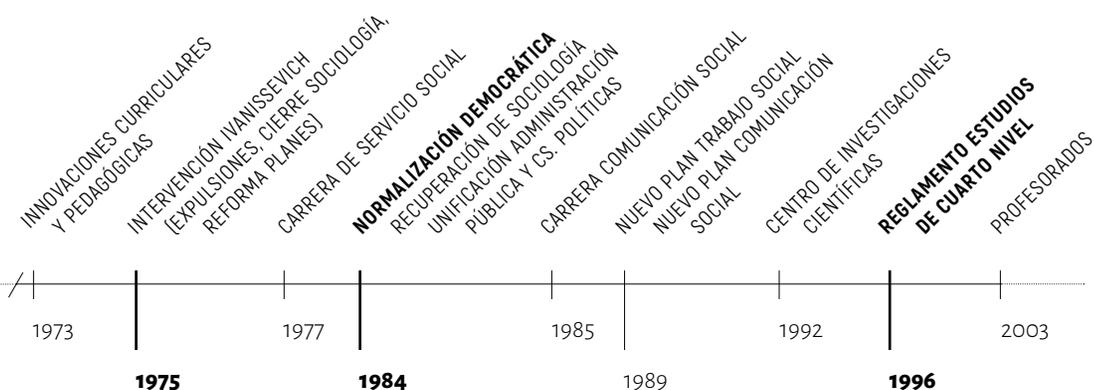 INNOVACIONES CURRICULARES
Y PEDAGÓGICAS
INTERVENCIÓN IVANISSEVICH
(EXPULSIONES, CIERRE SOCIOLOGÍA,
REFORMA PLANES)
CARRERA DE SERVICIO SOCIAL
NORMALIZACIÓN DEMOCRÁTICA
RECUPERACIÓN DE SOCIOLOGÍA
UNIFICACIÓN ADMINISTRACIÓN
PÚBLICA Y CS. POLÍTICAS
CARRERA COMUNICACIÓN SOCIAL
NUEVO PLAN TRABAJO SOCIAL
NUEVO PLAN COMUNICACIÓN
SOCIAL
CENTRO DE INVESTIGACIONES
CIENTÍFICAS
REGLAMENTO ESTUDIOS
DE CUARTO NIVEL
PROFESORADOS
1973
1975
1977
1984
1985
1989
1992
1996
2003